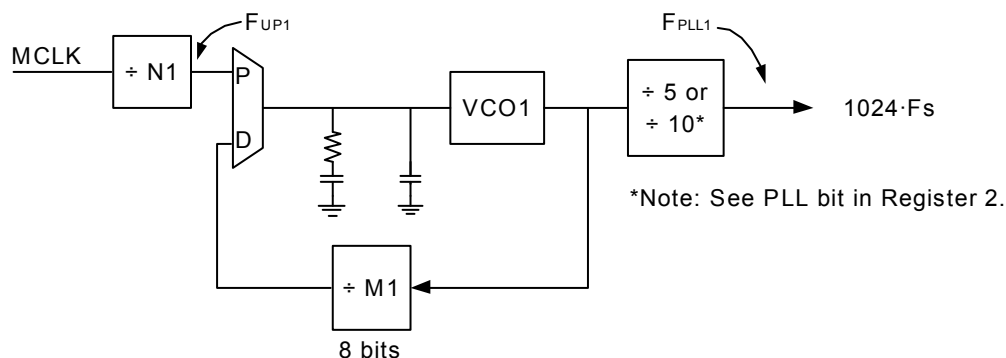 FUP1
FPLL1
MCLK
÷ N1
P
D
VCO1
÷ 5 or
÷ 10*
1024·Fs
*Note: See PLL bit in Register 2.
÷ M1
8 bits